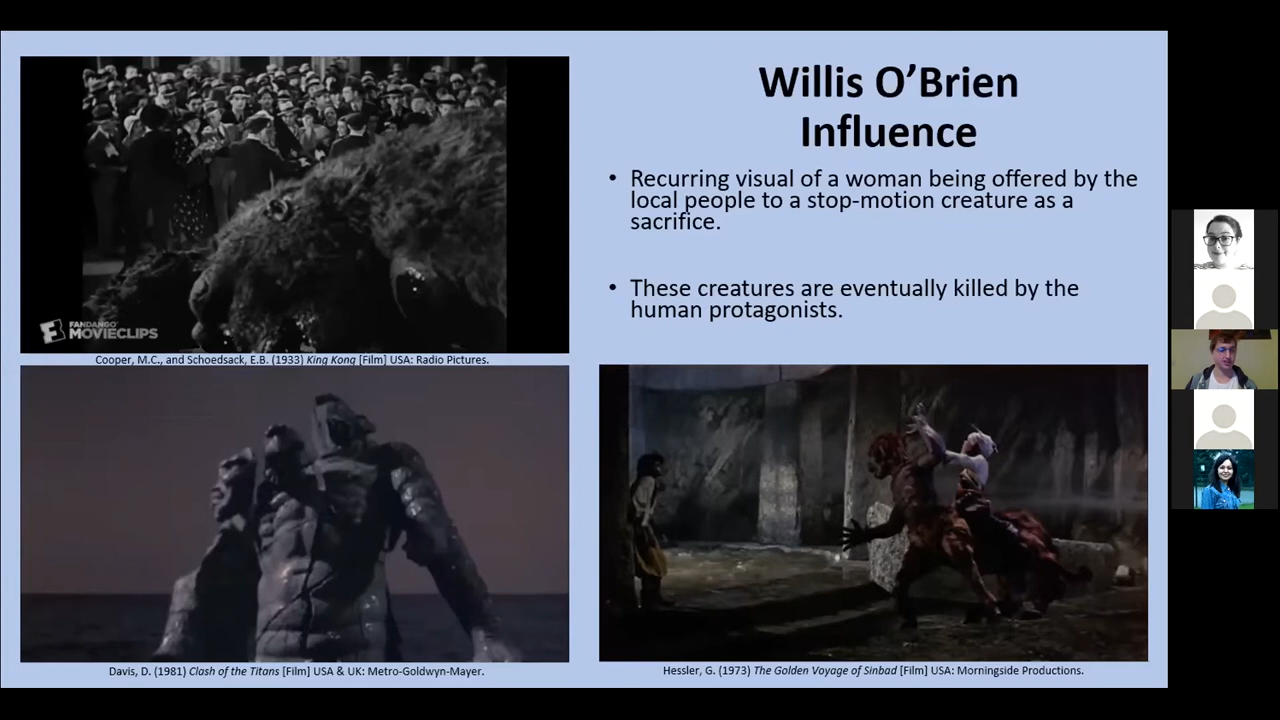 Willis O’Brien
Influence
• Recurring visual of a woman being offered by the
local people to a stop-motion creature as a
sacrifice.
• These creatures are eventually killed by the
human protagonists.
FANDANGO
MOVIECLIPS
Cooper, M.C., and Schoedsack, E.B. (1933) King Kong [Film] USA: Radio Pictures.
Davis, D. (1981) Clash of the Titans [Film] USA & UK: Metro-Goldwyn-Mayer.
Hessler, G. (1973) The Golden Voyage of Sinbad [Film] USA: Morningside Productions.